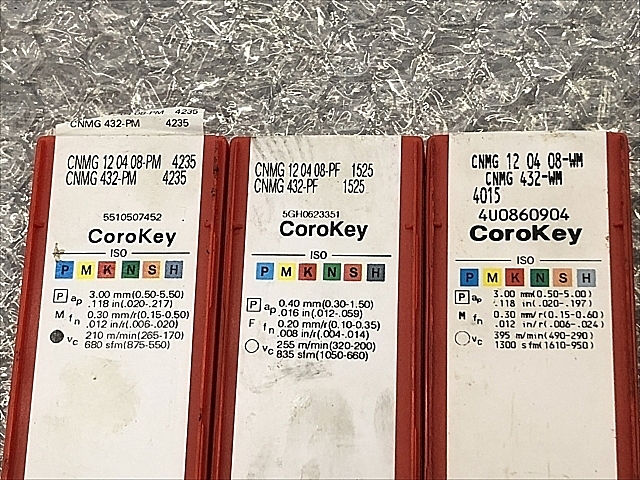 08-PM 4235
CNMG 432-PM 4235
CNMG 12 04 08-PM 4235
CNMG 432-PM 4235
5510507452
CoroKey
ISO
P M K N S H
P ap 3.00 mm(0.50-5.50)
.118 in(.020-.217)
M fn 0.30 mm/r(0.15-0.50)
.012 in/r(.006-.020)
vc 210 m/min(265-170)
680 sfm(875-550)
CNMG 12 04 08-PF 1525
CNMG 432-PF 1525
5GH0623351
CoroKey
ISO
P M K N S H
P ap 0.40 mm(0.30-1.50)
.016 in(.012-.059)
F fn 0.20 mm/r(0.10-0.35)
.008 in/r(.004-.014)
vc 255 m/min(320-200)
835 sfm(1050-660)
CNMG 12 04 08-WM
CNMG 432-WM
4015
4U0860904
CoroKey
ISO
P M K N S H
P ap 3.00 mm(0.50-5.00)
.118 in(.020-.197)
M fn 0.30 mm/r(0.15-0.60)
.012 in/r(.006-.024)
vc 395 m/min(490-290)
1300 sfm(1610-950)